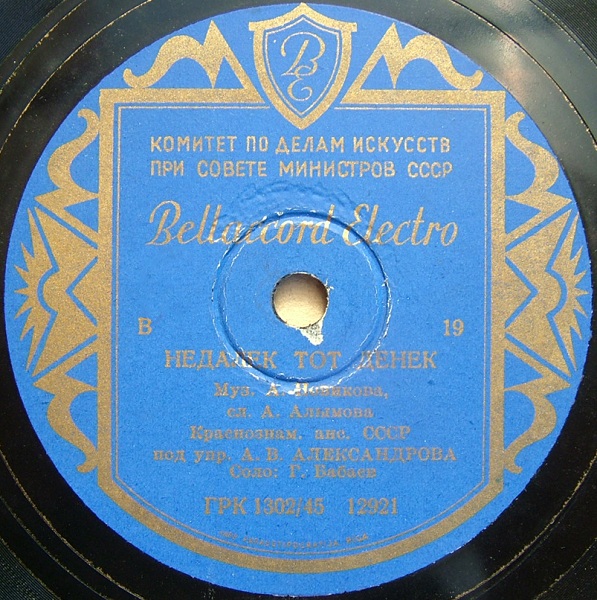 BE
КОМИТЕТ ПО ДЕЛАМ ИСКУССТВ
ПРИ СОВЕТЕ МИНИСТРОВ СССР
Bellaccord Electro
В 19
НЕДАЛЕК ТОТ ДЕНЕК
Муз. А. Новикова,
сл. А. Алымова
Краснознам. анс. СССР
под упр. А. В. АЛЕКСАНДРОВА
Соло: Г. Бабаев
ГРК 1302/45 12921